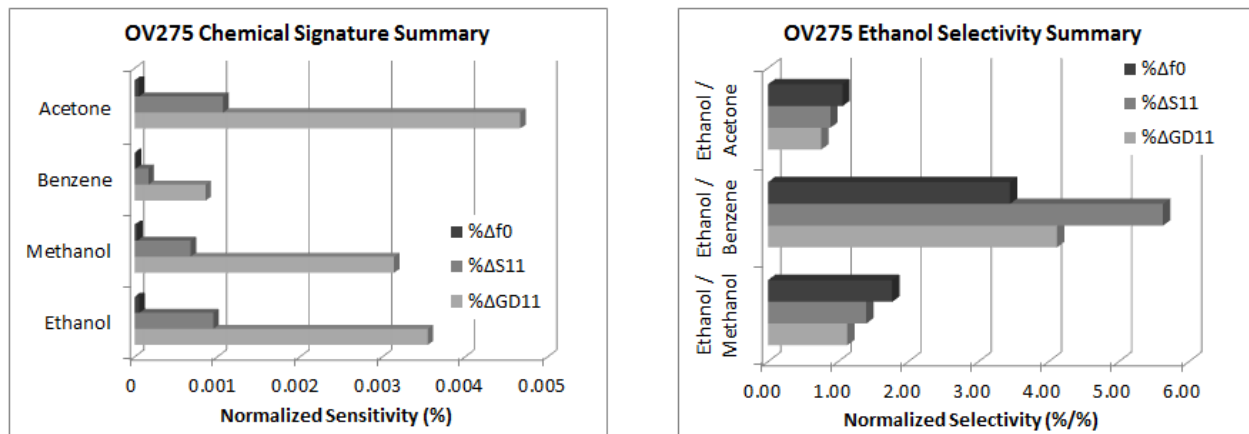 OV275 Chemical Signature Summary
Acetone
Benzene
Methanol
Ethanol
%Δf0
%ΔS11
%ΔGD11
0 0.001 0.002 0.003 0.004 0.005
Normalized Sensitivity (%)
OV275 Ethanol Selectivity Summary
Ethanol /
Acetone
Ethanol /
Benzene
Ethanol /
Methanol
%Δf0
%ΔS11
%ΔGD11
0.00 1.00 2.00 3.00 4.00 5.00 6.00
Normalized Selectivity (%/%)